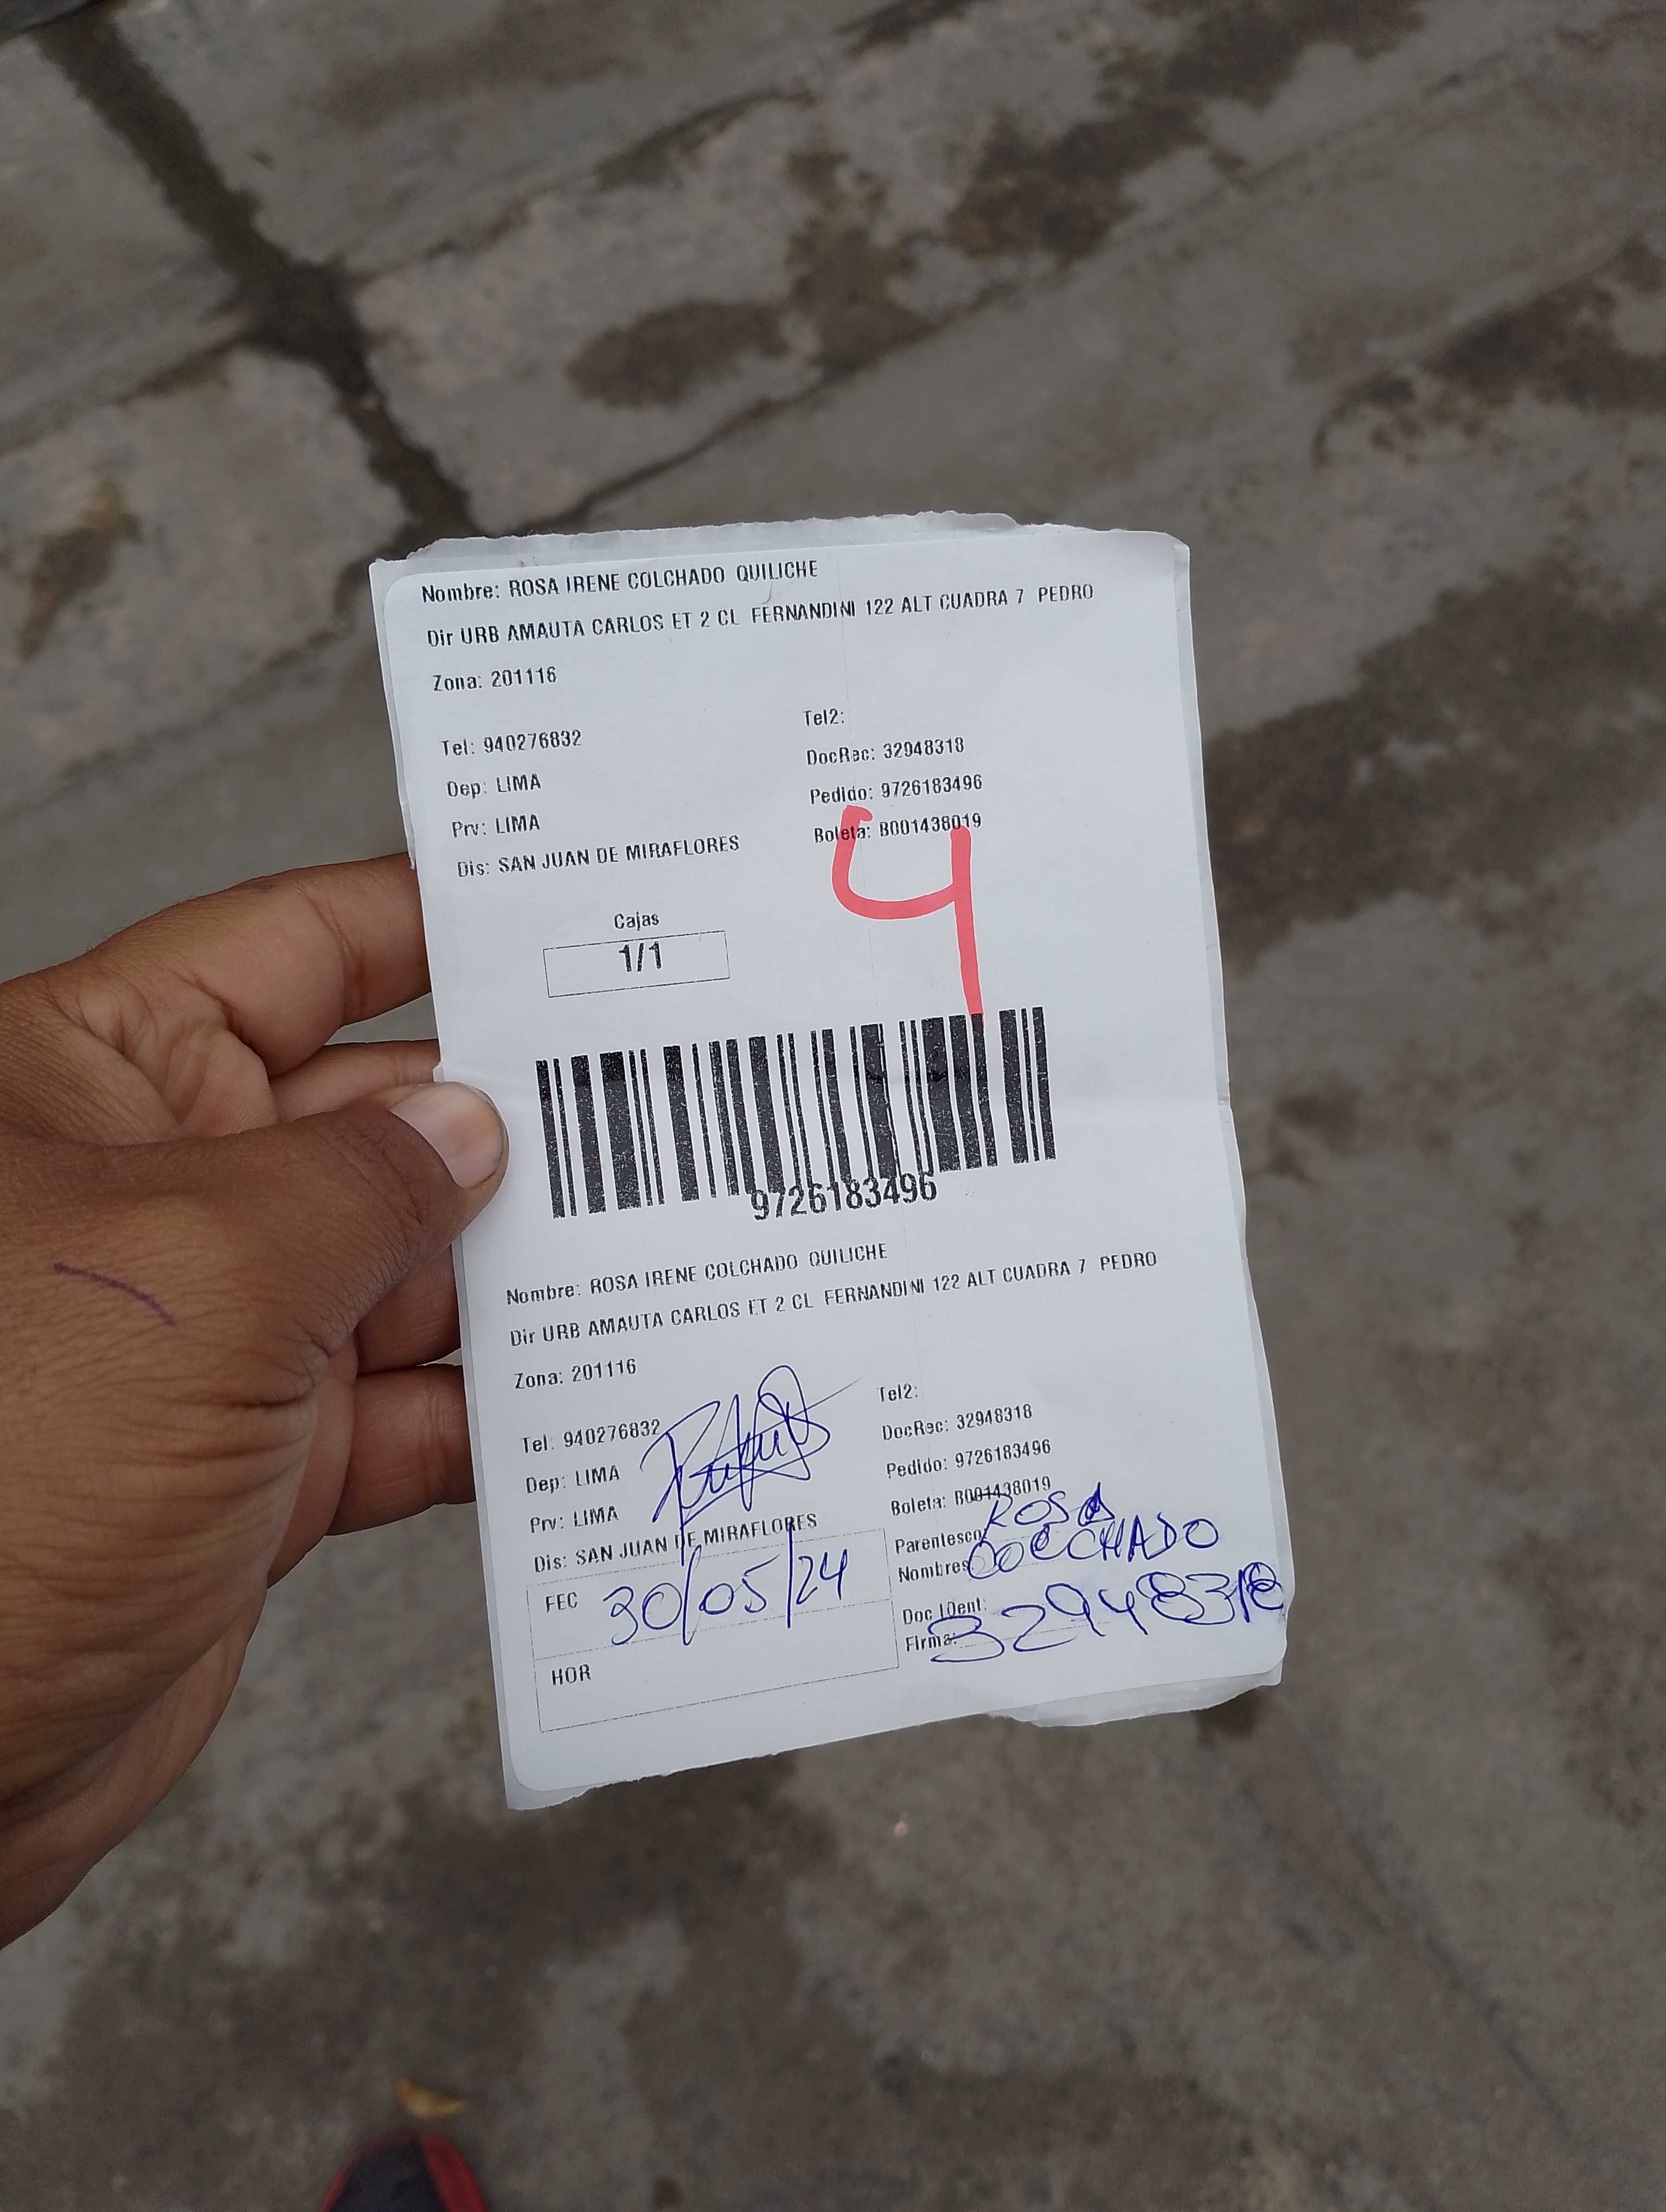 Nombre: ROSA IRENE COLCHADO QUILICHE
Dir URB AMAUTA CARLOS ET 2 CL FERNANDINI 122 ALT CUADRA 7 PEDRO
Zona: 201116
Tel: 940276832
Tel2:
DocRec: 32948318
Dep: LIMA
Pedido: 9726183496
Prv: LIMA
Boleta: B001438019
Dis: SAN JUAN DE MIRAFLORES
4
Cajas
1/1
9726183496
Nombre: ROSA IRENE COLCHADO QUILICHE
Dir URB AMAUTA CARLOS ET 2 CL FERNANDINI 122 ALT CUADRA 7 PEDRO
Zona: 201116
Tel: 940276832
Tel2:
DocRec: 32948318
Dep: LIMA
Pedido: 9726183496
Prv: LIMA
Boleta: B001438019
Dis: SAN JUAN DE MIRAFLORES
Parentesco: ROSA
Nombres: COLCHADO
FEC 30/05/24
Doc IDent:
Firma: 32948318
HOR